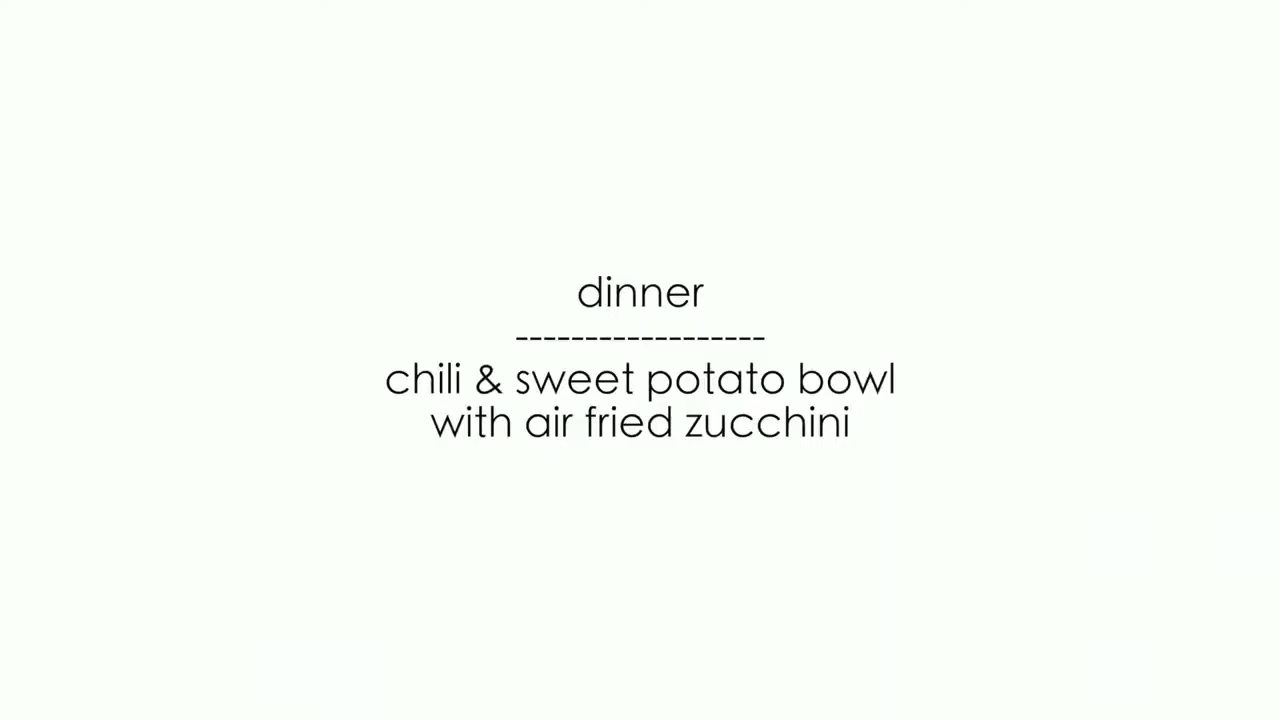 dinner
------------------
chili & sweet potato bowl
with air fried zucchini